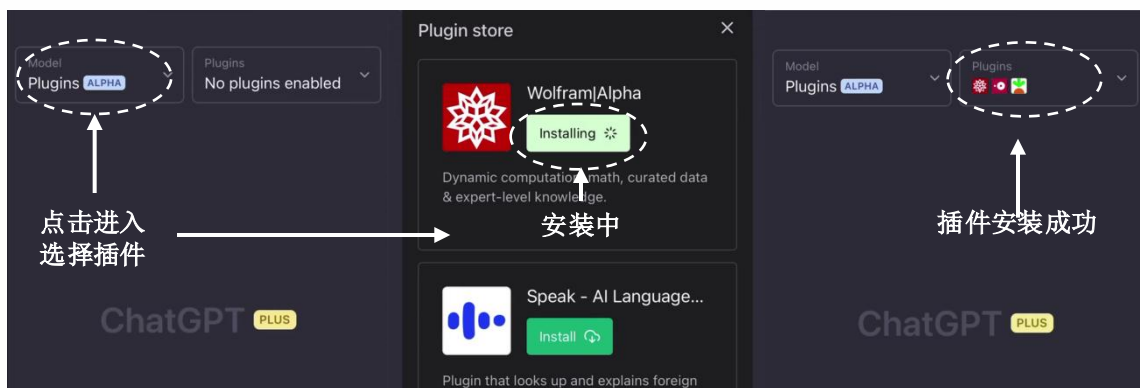 Model
Plugins ALPHA
Plugins
No plugins enabled
点击进入
选择插件
ChatGPT PLUS
Plugin store
Wolfram|Alpha
Installing
Dynamic computation, math, curated data
& expert-level knowledge.
安装中
Speak - AI Language...
Install
Plugin that looks up and explains foreign
Model
Plugins ALPHA
Plugins
插件安装成功
ChatGPT PLUS